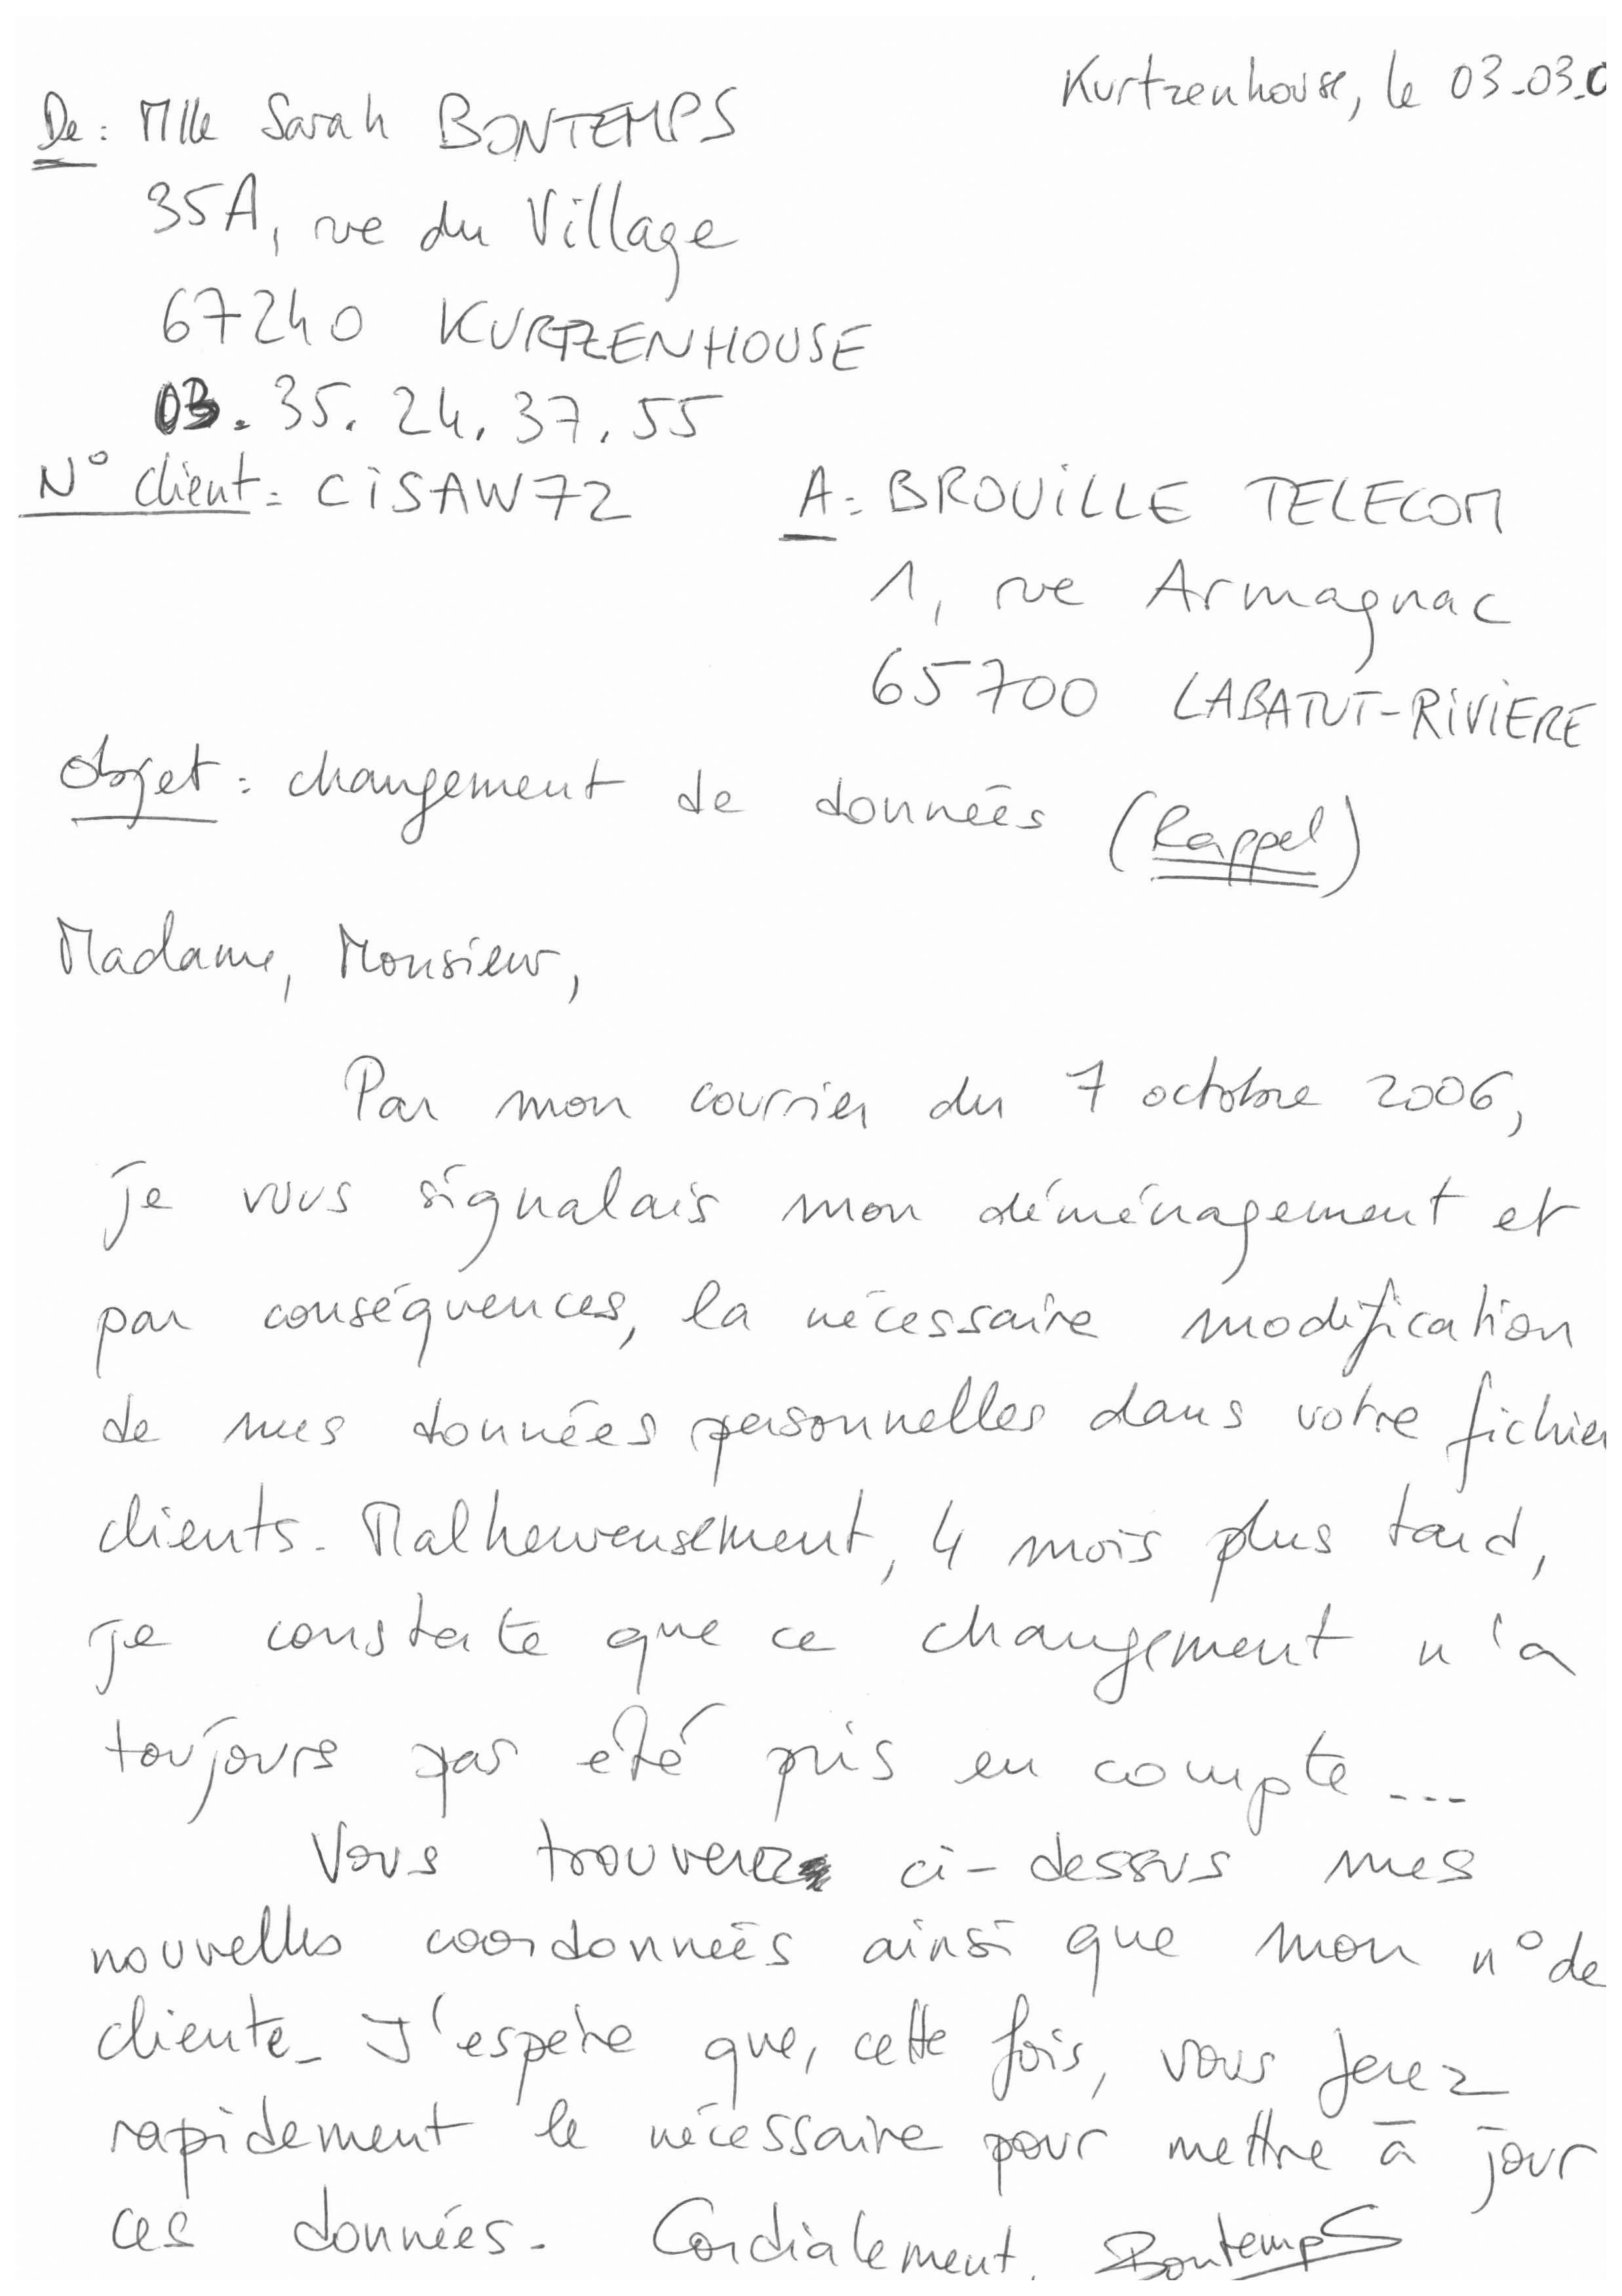 Kurtzenhouse, le 03.03.0
De : Mlle Sarah BONTEMPS
35A, rue du Village
67240 KURTZENHOUSE
03. 35. 24. 37. 55
N° client : CiSAW72
A : BROUiLLE TELECOM
1, rue Armagnac
65700 LABATUT-RiViERE
Objet : changement de données (Rappel)
Madame, Monsieur,
Par mon courrier du 7 octobre 2006,
je vous signalais mon déménagement et
par conséquences, la nécessaire modification
de mes données personnelles dans votre fichier
clients. Malheureusement, 4 mois plus tard,
je constate que ce changement n'a
toujours pas été pris en compte ...
Vous trouverez ci-dessus mes
nouvelles coordonnées ainsi que mon n° de
cliente. J'espère que, cette fois, vous ferez
rapidement le nécessaire pour mettre à jour
ces données. Cordialement. Bontemps